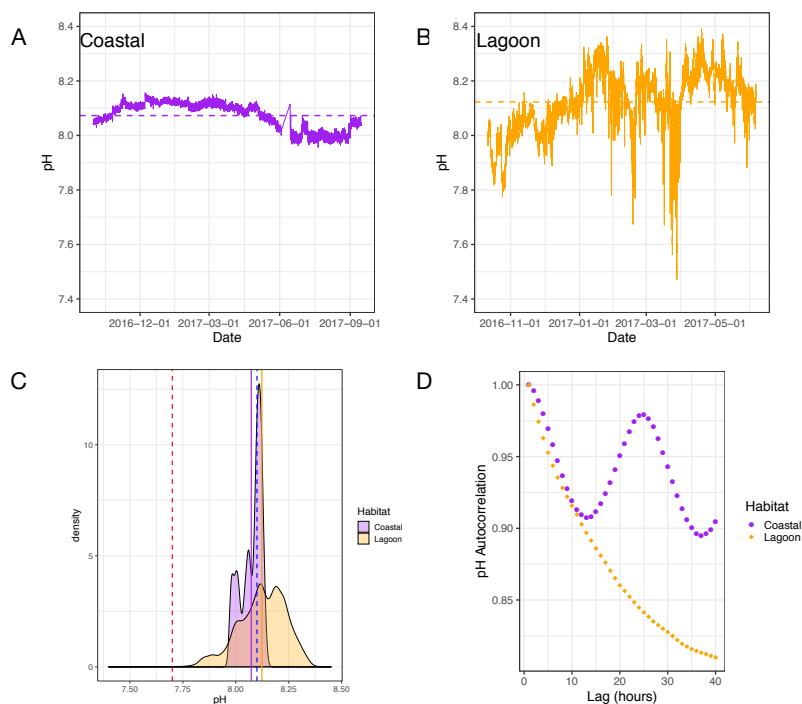 A
Coastal
8.4
8.2
8.0
7.8
7.6
7.4
pH
2016−12−01 2017−03−01 2017−06−01 2017−09−01
Date
B
Lagoon
8.4
8.2
8.0
7.8
7.6
7.4
pH
2016−11−01 2017−01−01 2017−03−01 2017−05−01
Date
C
10
5
0
density
7.50 7.75 8.00 8.25 8.50
pH
Habitat
Coastal
Lagoon
D
1.00
0.95
0.90
0.85
pH Autocorrelation
0 10 20 30 40
Lag (hours)
Habitat
Coastal
Lagoon